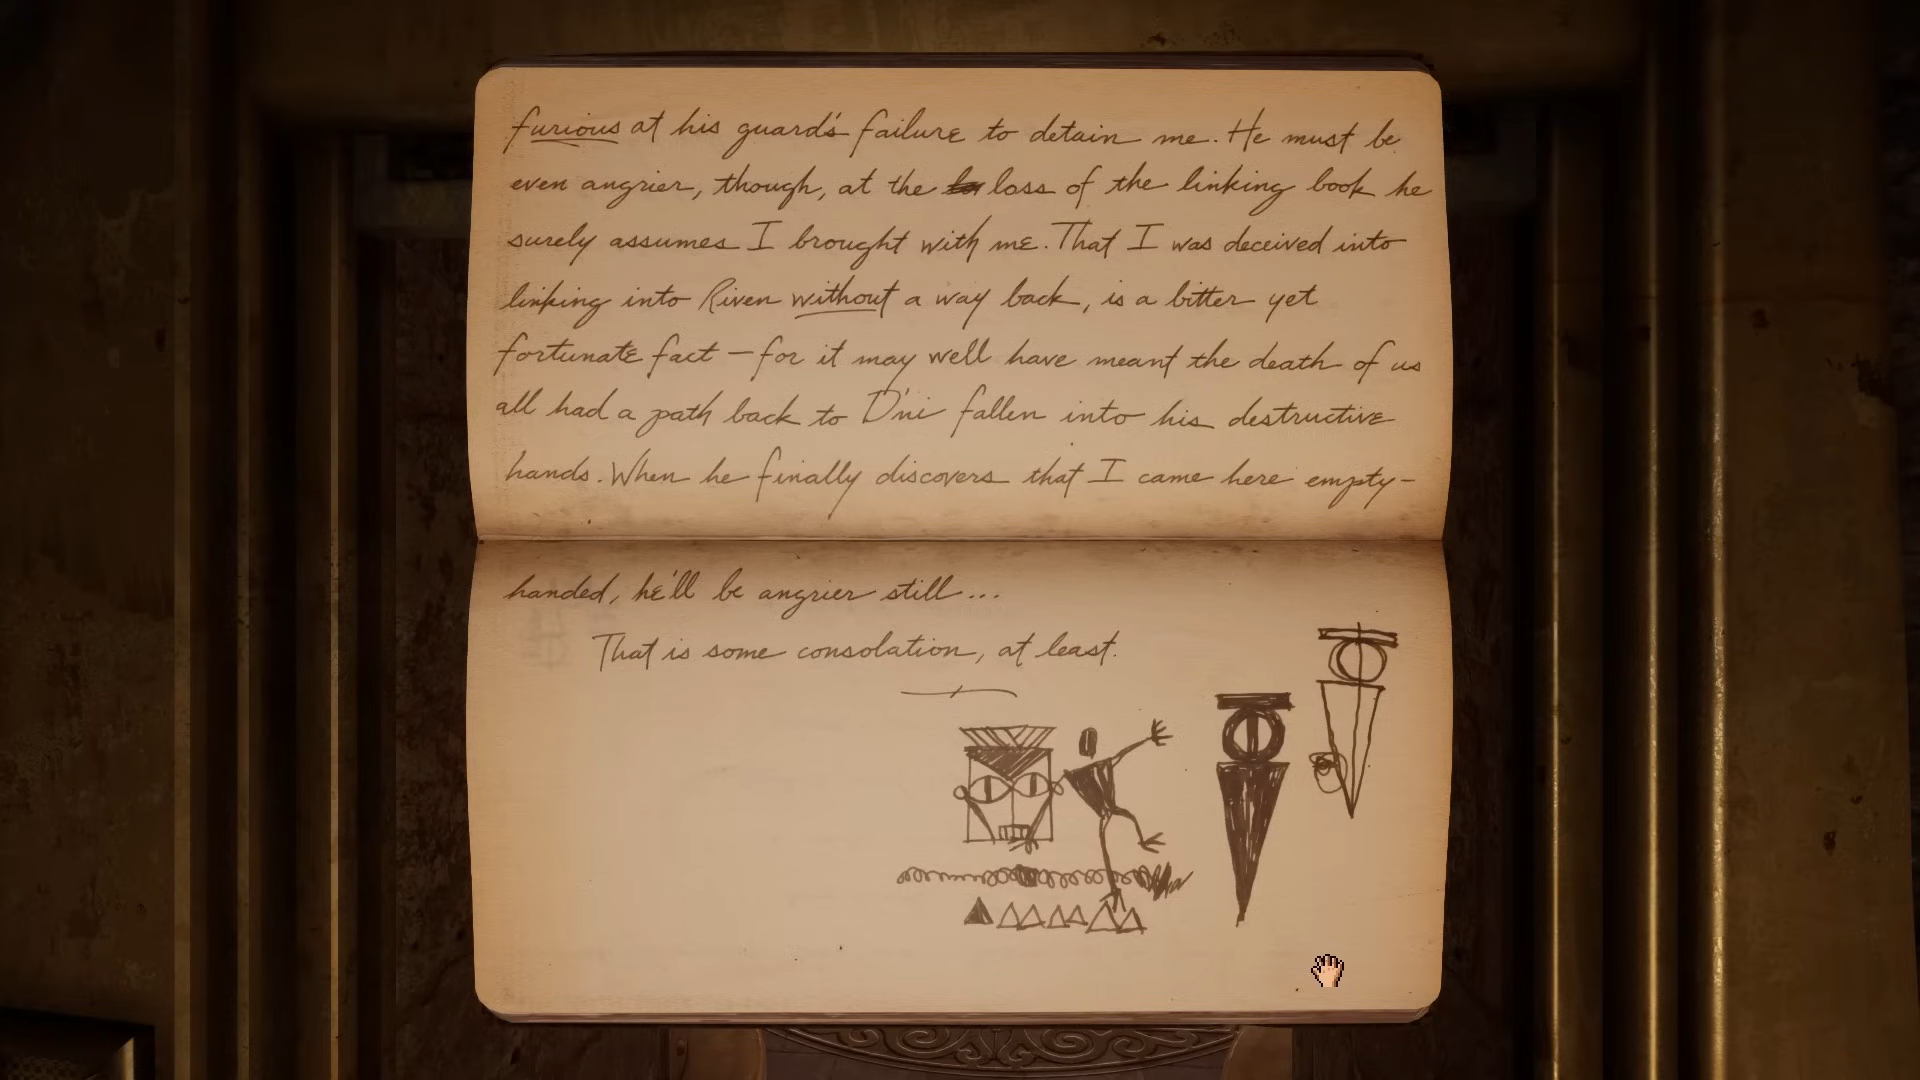 furious at his guard's failure to detain me. He must be
even angrier, though, at the loss of the linking book he
surely assumes I brought with me. That I was deceived into
linking into Riven without a way back, is a bitter yet
fortunate fact – for it may well have meant the death of us
all had a path back to D'ni fallen into his destructive
hands. When he finally discovers that I came here empty-
handed, he'll be angrier still...
That is some consolation, at least.